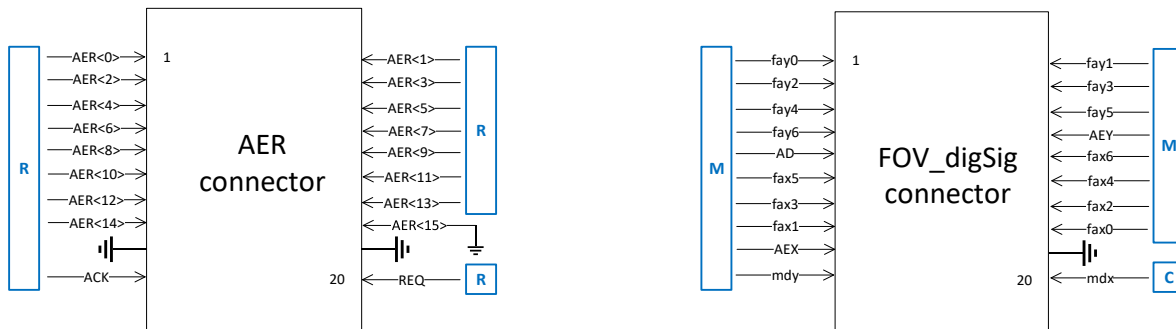 AER<0>
AER<2>
AER<4>
AER<6>
AER<8>
AER<10>
AER<12>
AER<14>
ACK
R
1
AER
connector
20
AER<1>
AER<3>
AER<5>
AER<7>
AER<9>
AER<11>
AER<13>
AER<15>
REQ
R
R
M
fay0
fay2
fay4
fay6
AD
fax5
fax3
fax1
AEX
mdy
1
FOV_digSig
connector
20
fay1
fay3
fay5
AEY
fax6
fax4
fax2
fax0
mdx
M
C